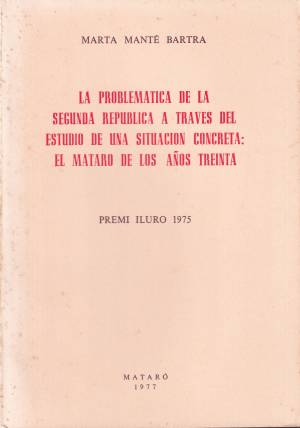 MARTA MANTÉ BARTRA
LA PROBLEMATICA DE LA
SEGUNDA REPUBLICA A TRAVES DEL
ESTUDIO DE UNA SITUACION CONCRETA:
EL MATARO DE LOS AÑOS TREINTA
PREMI ILURO 1975
MATARÓ
1977